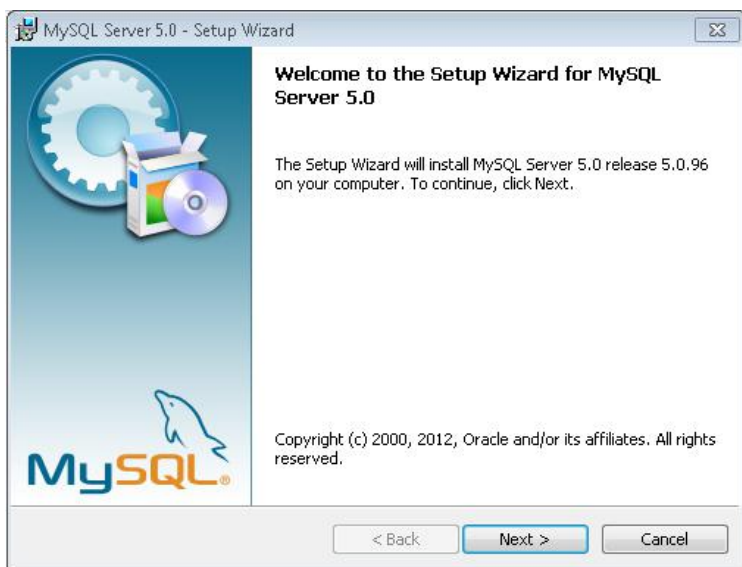 MySQL Server 5.0 - Setup Wizard
Welcome to the Setup Wizard for MySQL
Server 5.0
The Setup Wizard will install MySQL Server 5.0 release 5.0.96
on your computer. To continue, click Next.
Copyright (c) 2000, 2012, Oracle and/or its affiliates. All rights
reserved.
MySQL®
< Back
Next >
Cancel